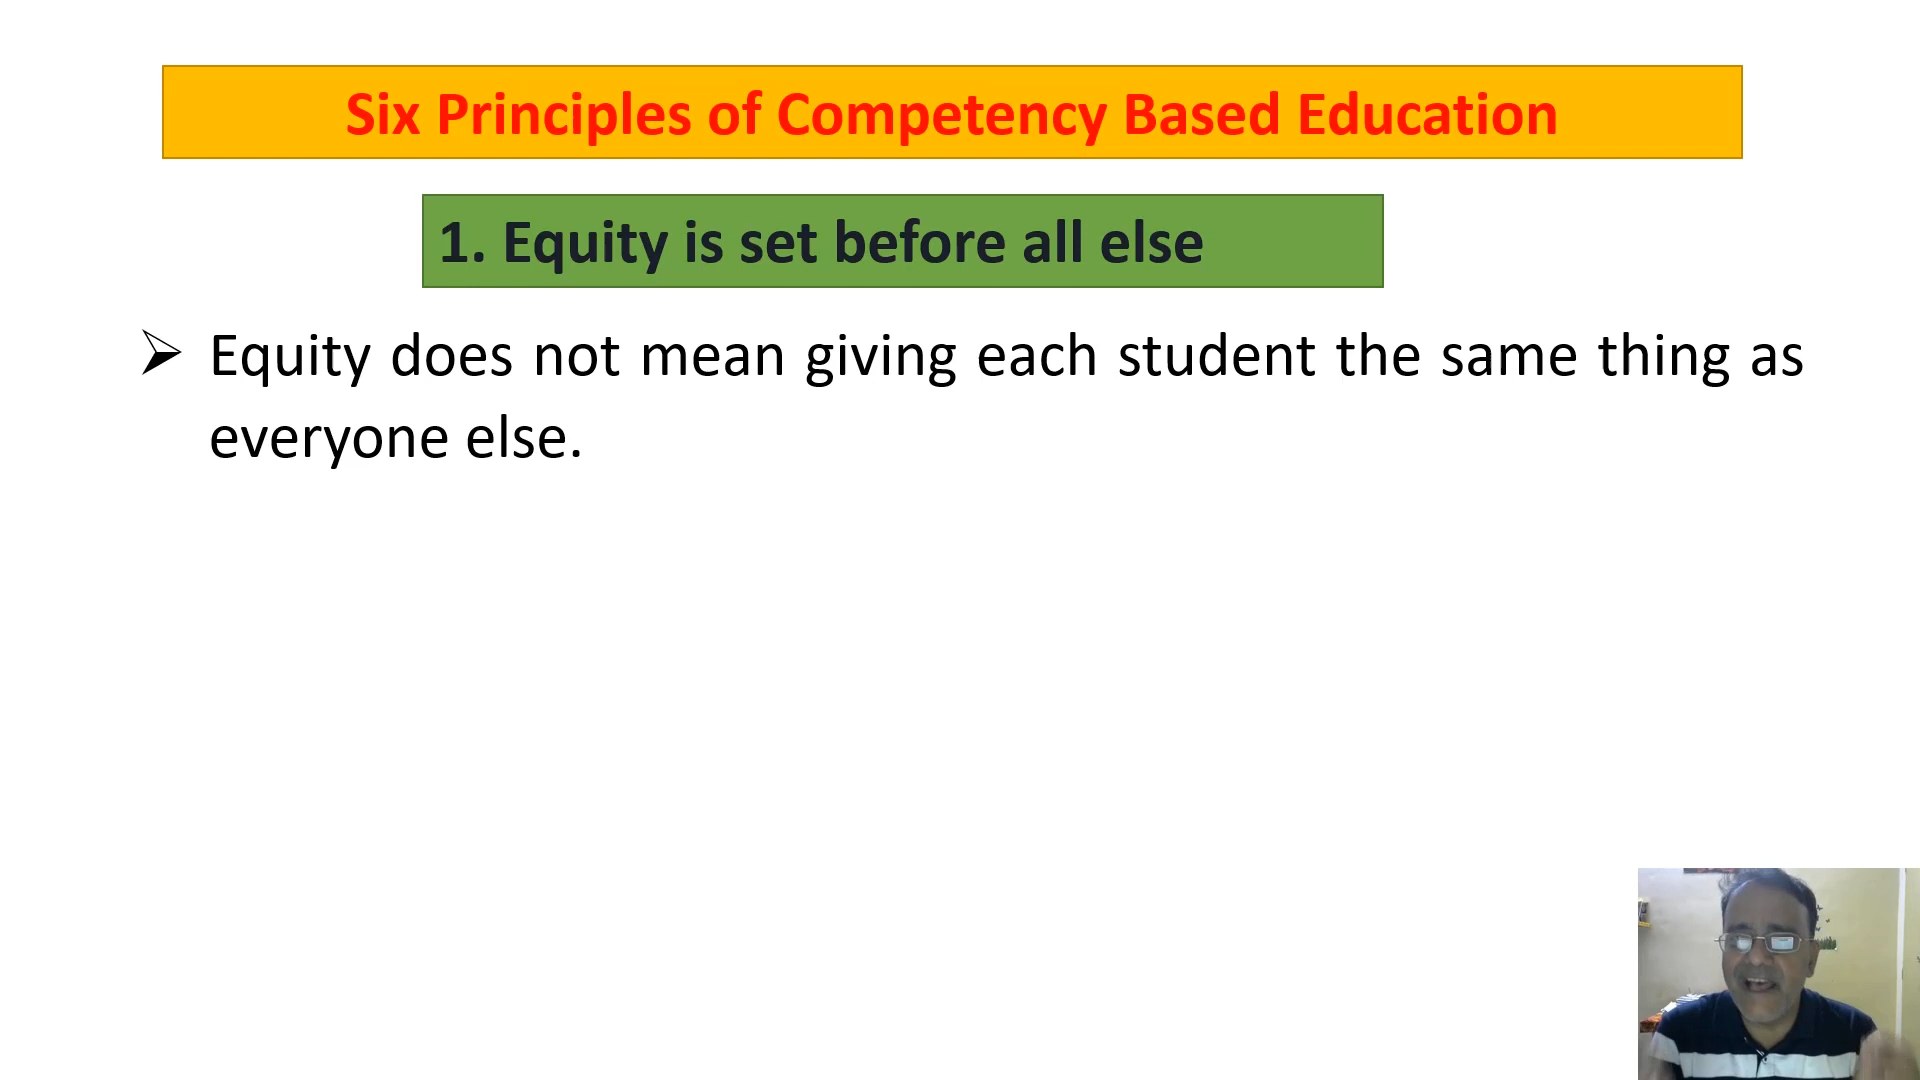 Six Principles of Competency Based Education
1. Equity is set before all else
➢ Equity does not mean giving each student the same thing as
everyone else.